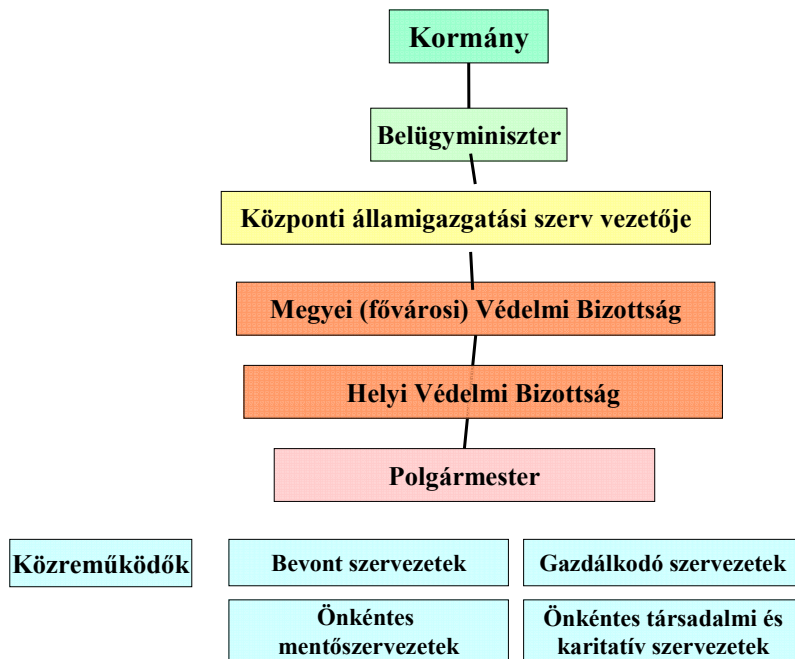 Kormány
Belügyminiszter
Központi államigazgatási szerv vezetője
Megyei (fővárosi) Védelmi Bizottság
Helyi Védelmi Bizottság
Polgármester
Közreműködők
Bevont szervezetek
Gazdálkodó szervezetek
Önkéntes
mentőszervezetek
Önkéntes társadalmi és
karitatív szervezetek